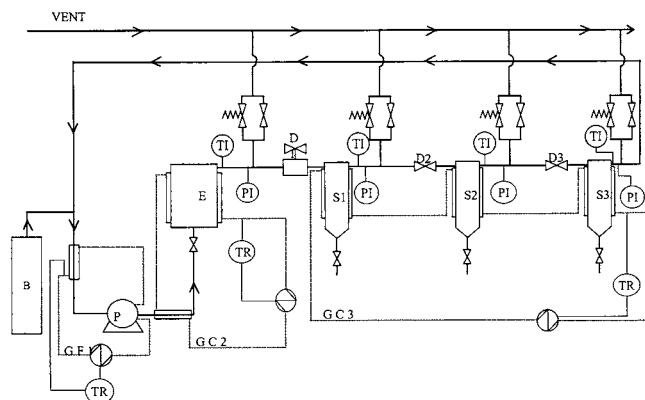 VENT
D
TI TI TI TI
E PI S1 PI D2 S2 PI D3 S3 PI
B
TR TR
P
G F 1 G C 2 G C 3
TR